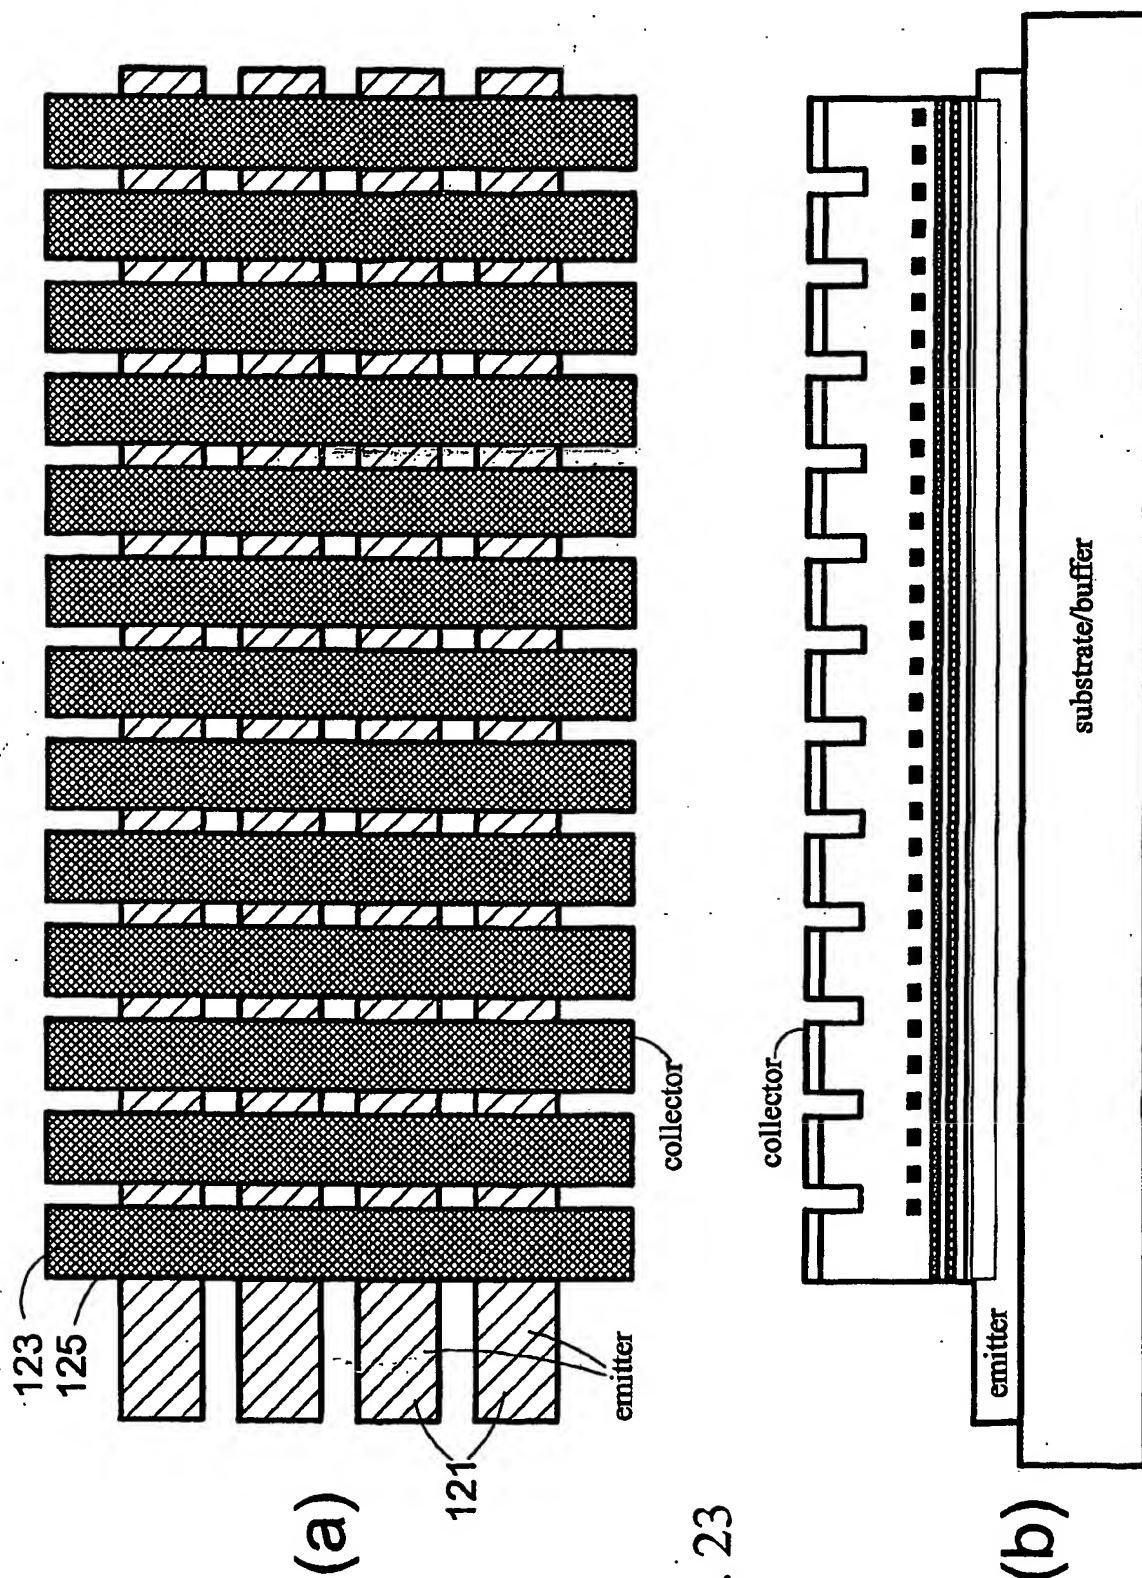 (a)
123
125
121
emitter
collector
. 23
(b)
collector
emitter
substrate/buffer